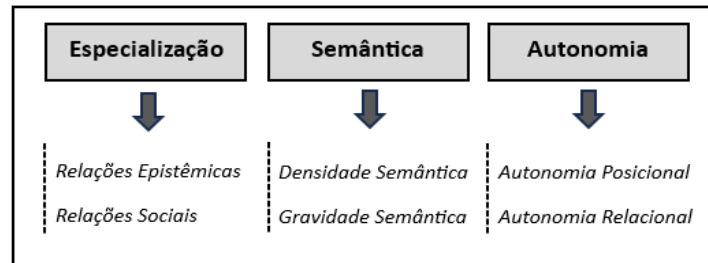 Especialização
Semântica
Autonomia
Relações Epistêmicas
Relações Sociais
Densidade Semântica
Gravidade Semântica
Autonomia Posicional
Autonomia Relacional